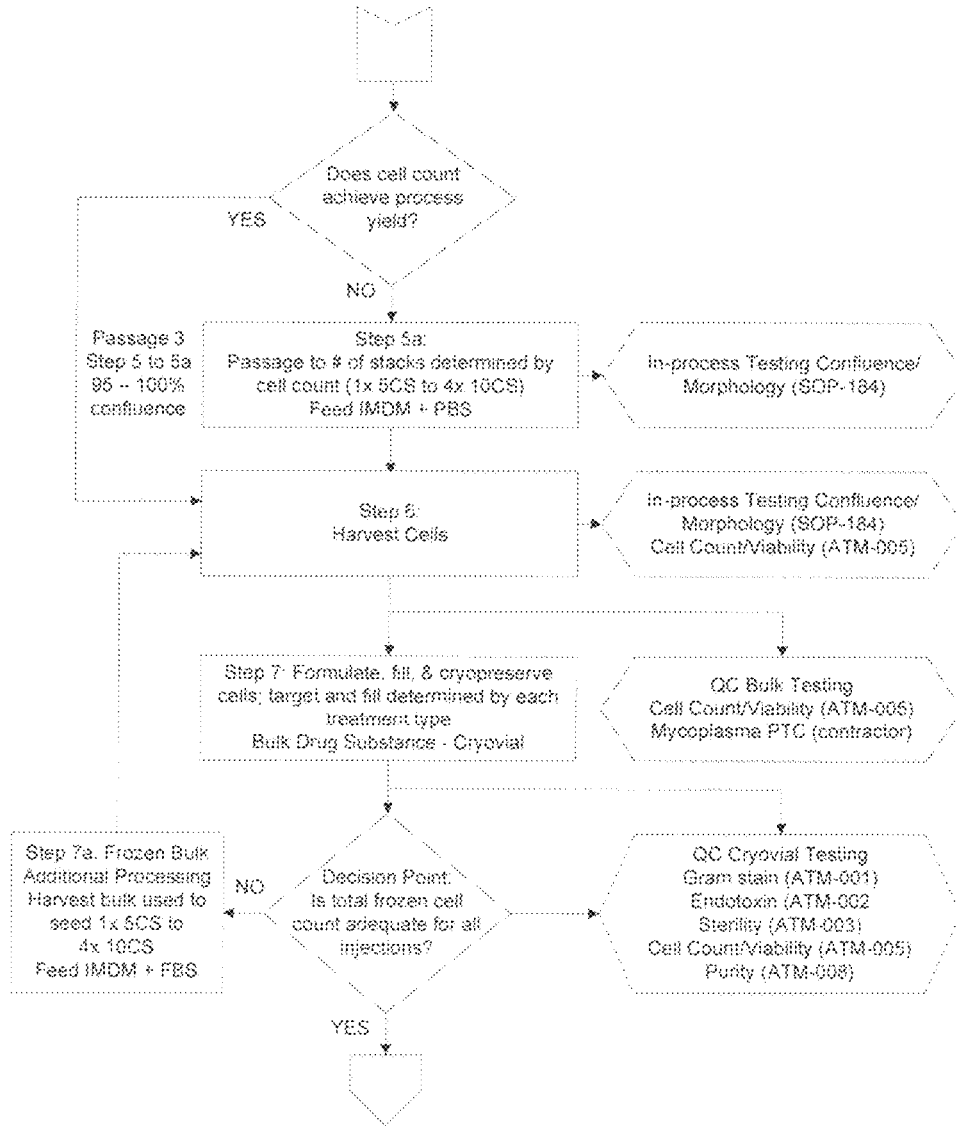 Does cell count
achieve process
yield?
YES
NO
Passage 3
Step 5 to 5a
95 – 100%
confluence
Step 5a:
Passage to # of stacks determined by
cell count (1x 5CS to 4x 10CS)
Feed IMDM + PBS
In-process Testing Confluence/
Morphology (SOP-184)
Step 6:
Harvest Cells
In-process Testing Confluence/
Morphology (SOP-184)
Cell Count/Viability (ATM-005)
Step 7: Formulate, fill, & cryopreserve
cells; target and fill determined by each
treatment type
Bulk Drug Substance - Cryovial
QC Bulk Testing
Cell Count/Viability (ATM-005)
Mycoplasma PTC (contractor)
Step 7a. Frozen Bulk
Additional Processing
Harvest bulk used to
seed 1x 5CS to
4x 10CS
Feed IMDM + FBS
NO
Decision Point:
Is total frozen cell
count adequate for all
injections?
QC Cryovial Testing
Gram stain (ATM-001)
Endotoxin (ATM-002
Sterility (ATM-003)
Cell Count/Viability (ATM-005)
Purity (ATM-008)
YES